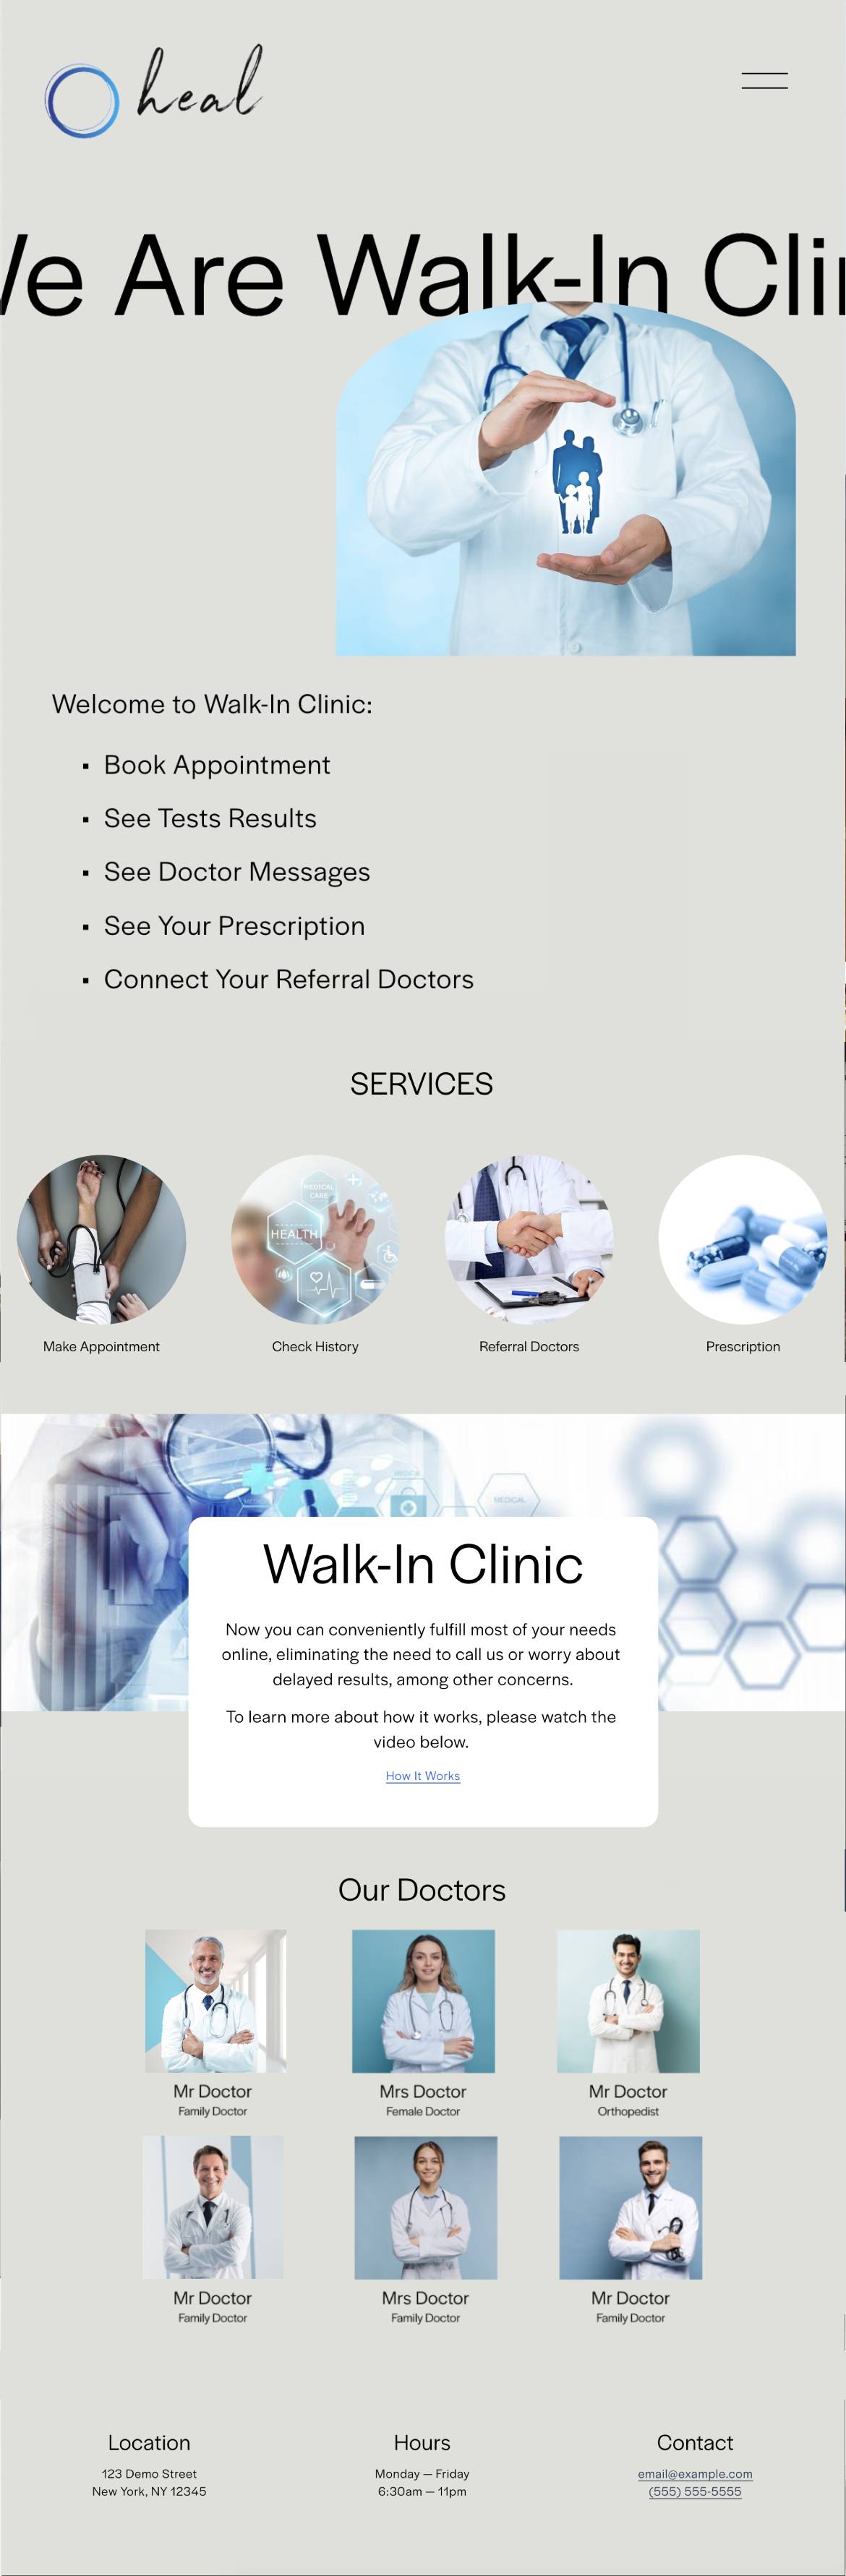 heal
We Are Walk-In Clin
Welcome to Walk-In Clinic:
▪ Book Appointment
▪ See Tests Results
▪ See Doctor Messages
▪ See Your Prescription
▪ Connect Your Referral Doctors
SERVICES
MEDICAL
CARE
HEALTH
Make Appointment
Check History
Referral Doctors
Prescription
MEDICAL
Walk-In Clinic
Now you can conveniently fulfill most of your needs
online, eliminating the need to call us or worry about
delayed results, among other concerns.
To learn more about how it works, please watch the
video below.
How It Works
Our Doctors
Mr Doctor
Family Doctor
Mrs Doctor
Female Doctor
Mr Doctor
Orthopedist
Mr Doctor
Family Doctor
Mrs Doctor
Family Doctor
Mr Doctor
Family Doctor
Location
123 Demo Street
New York, NY 12345
Hours
Monday — Friday
6:30am — 11pm
Contact
email@example.com
(555) 555-5555